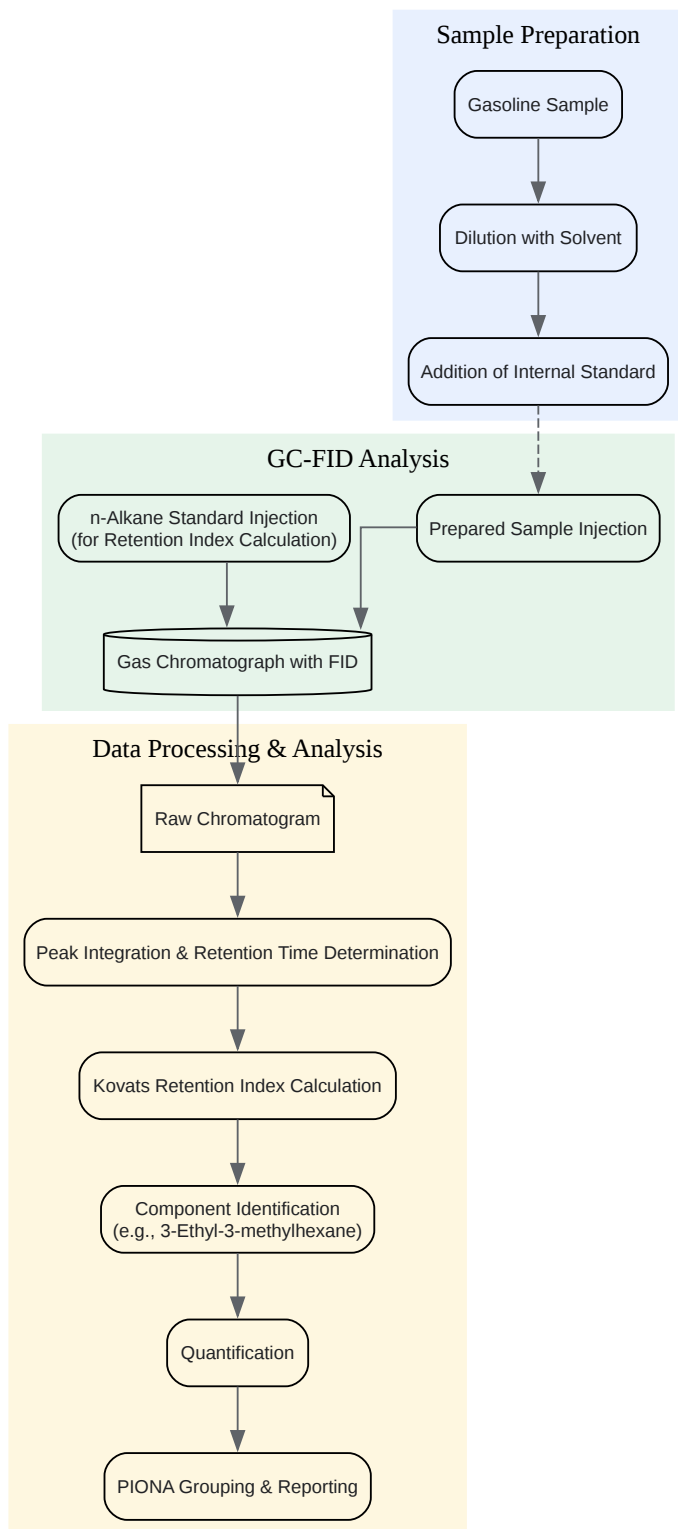 Sample Preparation
Gasoline Sample
Dilution with Solvent
Addition of Internal Standard
GC-FID Analysis
n-Alkane Standard Injection
(for Retention Index Calculation)
Prepared Sample Injection
Gas Chromatograph with FID
Data Processing & Analysis
Raw Chromatogram
Peak Integration & Retention Time Determination
Kovats Retention Index Calculation
Component Identification
(e.g., 3-Ethyl-3-methylhexane)
Quantification
PIONA Grouping & Reporting